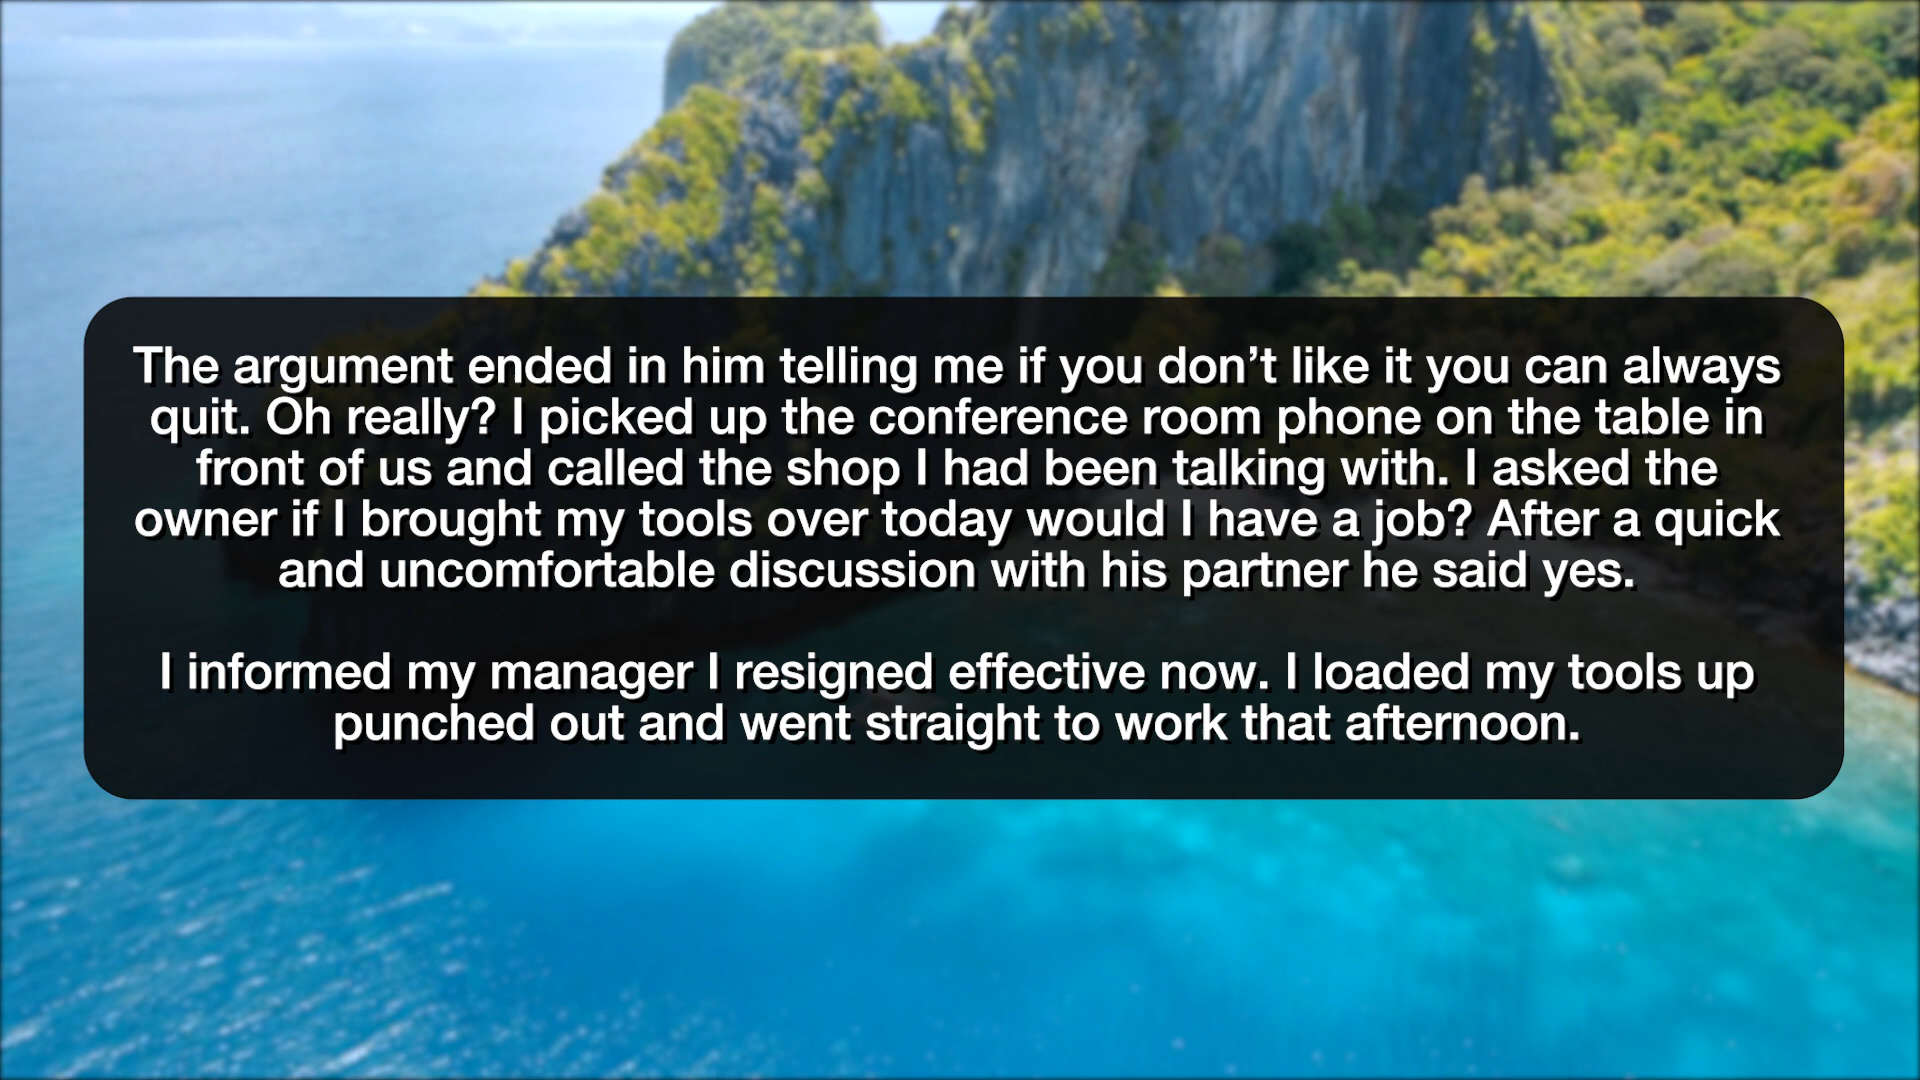 The argument ended in him telling me if you don’t like it you can always
quit. Oh really? I picked up the conference room phone on the table in
front of us and called the shop I had been talking with. I asked the
owner if I brought my tools over today would I have a job? After a quick
and uncomfortable discussion with his partner he said yes.
I informed my manager I resigned effective now. I loaded my tools up
punched out and went straight to work that afternoon.